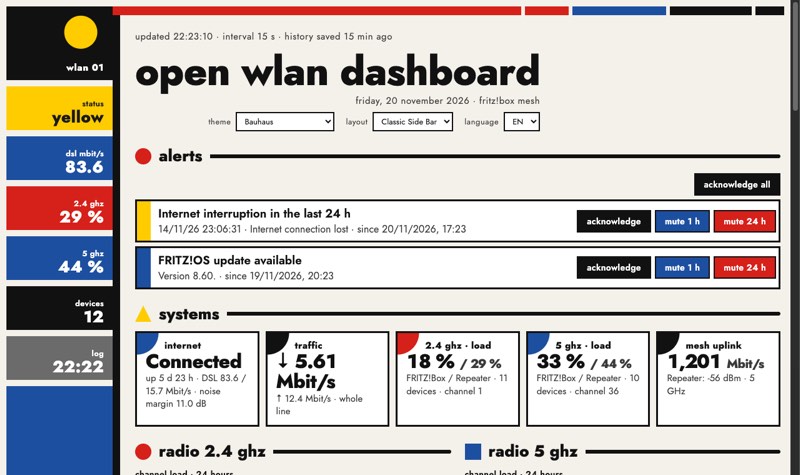 wlan 01
status
yellow
dsl mbit/s
83.6
2.4 ghz
29 %
5 ghz
44 %
devices
12
log
22:22
updated 22:23:10 · interval 15 s · history saved 15 min ago
open wlan dashboard
friday, 20 november 2026 · fritz!box mesh
theme Bauhaus layout Classic Side Bar language EN
alerts
acknowledge all
Internet interruption in the last 24 h
14/11/26 23:06:31 · Internet connection lost · since 20/11/2026, 17:23
acknowledge mute 1 h mute 24 h
FRITZ!OS update available
Version 8.60. · since 19/11/2026, 20:23
acknowledge mute 1 h mute 24 h
systems
internet
Connected
up 5 d 23 h · DSL 83.6 /
15.7 Mbit/s · noise
margin 11.0 dB
traffic
↓ 5.61
Mbit/s
↑ 12.4 Mbit/s · whole
line
2.4 ghz · load
18 % / 29 %
FRITZ!Box / Repeater · 11
devices · channel 1
5 ghz · load
33 % / 44 %
FRITZ!Box / Repeater · 10
devices · channel 36
mesh uplink
1,201 Mbit/s
Repeater: -56 dBm · 5
GHz
radio 2.4 ghz
channel load · 24 hours
radio 5 ghz
channel load · 24 hours